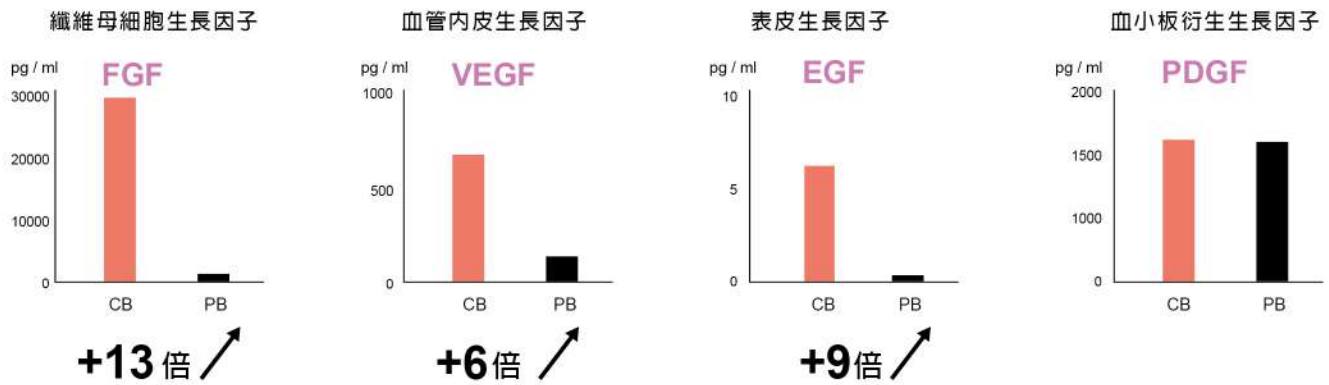 纖維母細胞生長因子
pg / ml
FGF
30000
20000
10000
0
CB
PB
+13倍
血管内皮生長因子
pg / ml
VEGF
1000
500
0
CB
PB
+6倍
表皮生長因子
pg / ml
EGF
10
5
0
CB
PB
+9倍
血小板衍生生長因子
pg / ml
PDGF
2000
1500
1000
0
CB
PB